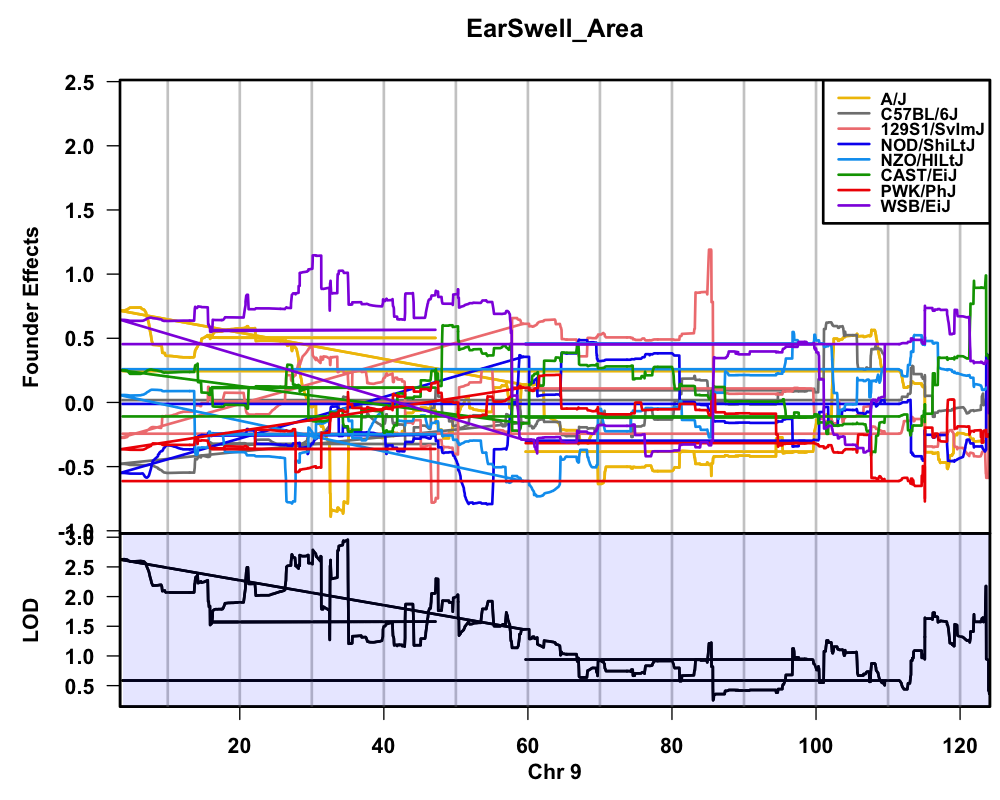 EarSwell_Area
2.5
2.0
1.5
1.0
0.5
0.0
-0.5
-1.0
Founder Effects
A/J
C57BL/6J
129S1/SvImJ
NOD/ShiLtJ
NZO/HlLtJ
CAST/EiJ
PWK/PhJ
WSB/EiJ
3.0
2.5
2.0
1.5
1.0
0.5
LOD
20 40 60 80 100 120
Chr 9